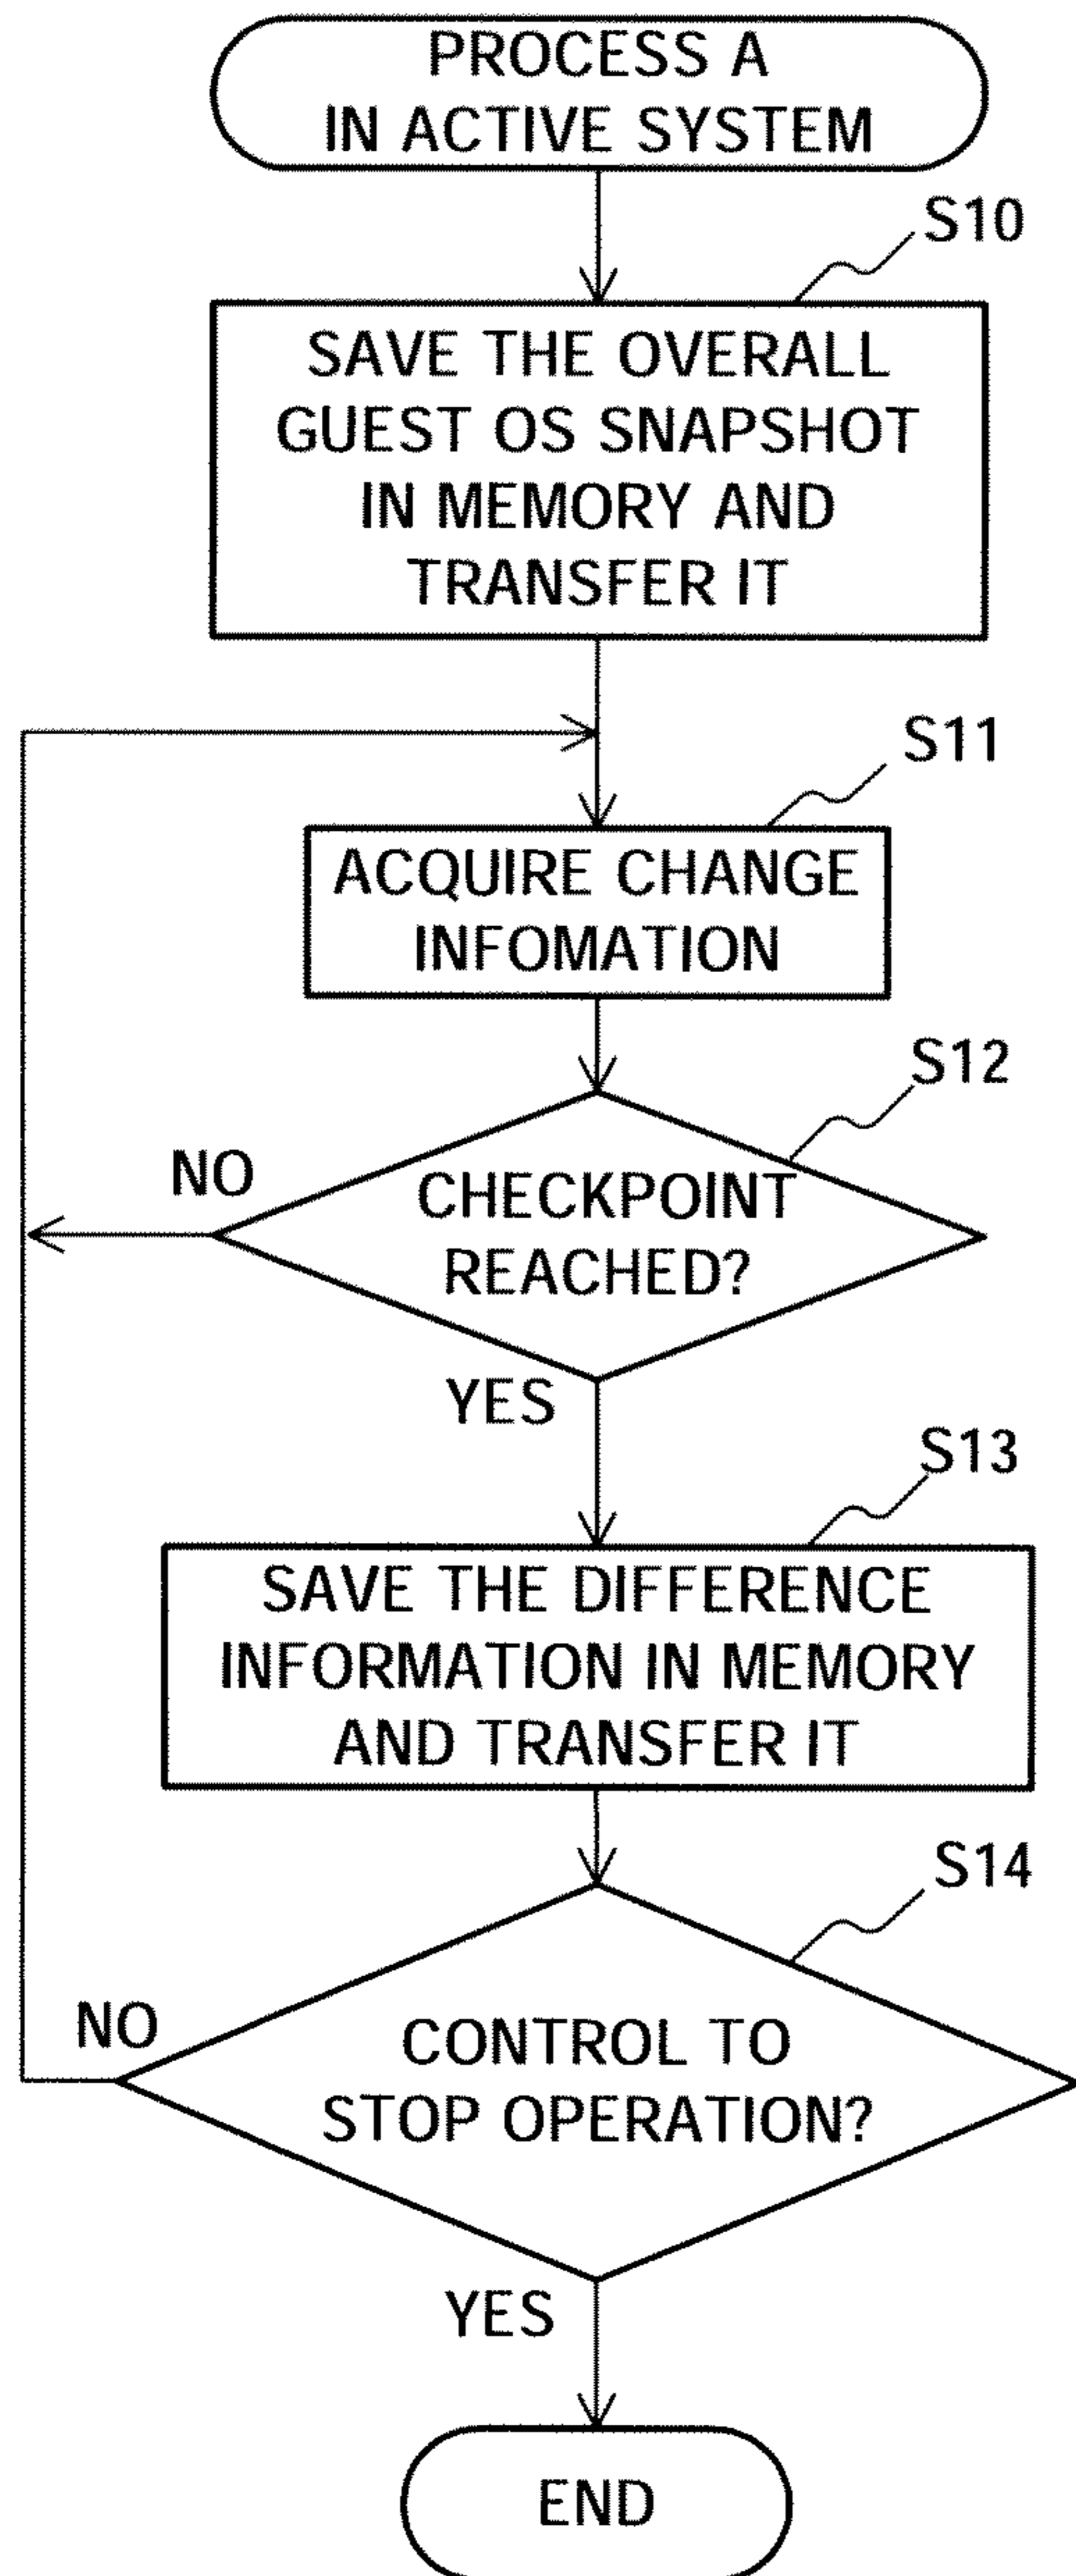 PROCESS A
IN ACTIVE SYSTEM
S10
SAVE THE OVERALL
GUEST OS SNAPSHOT
IN MEMORY AND
TRANSFER IT
S11
ACQUIRE CHANGE
INFOMATION
S12
NO
CHECKPOINT
REACHED?
YES
S13
SAVE THE DIFFERENCE
INFORMATION IN MEMORY
AND TRANSFER IT
S14
NO
CONTROL TO
STOP OPERATION?
YES
END